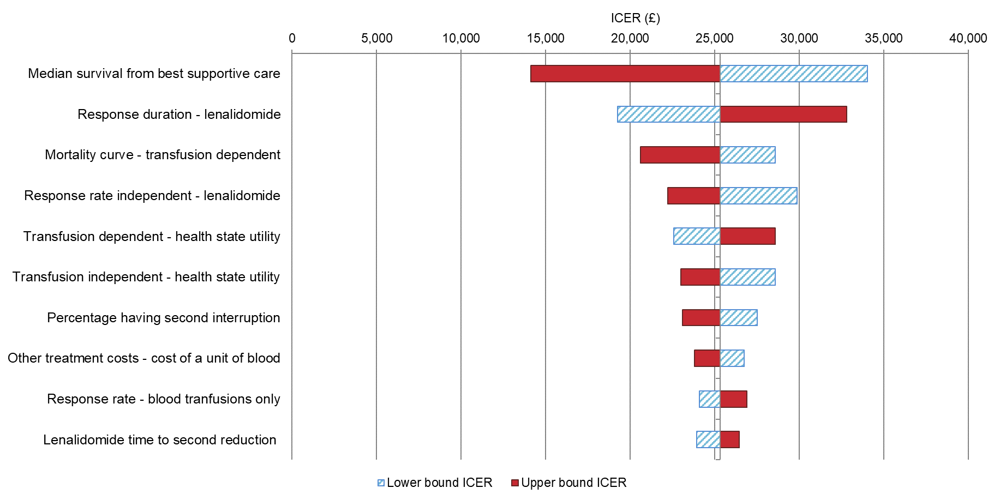 ICER (£)
0 5,000 10,000 15,000 20,000 25,000 30,000 35,000 40,000
Median survival from best supportive care
Response duration - lenalidomide
Mortality curve - transfusion dependent
Response rate independent - lenalidomide
Transfusion dependent - health state utility
Transfusion independent - health state utility
Percentage having second interruption
Other treatment costs - cost of a unit of blood
Response rate - blood tranfusions only
Lenalidomide time to second reduction
Lower bound ICER Upper bound ICER